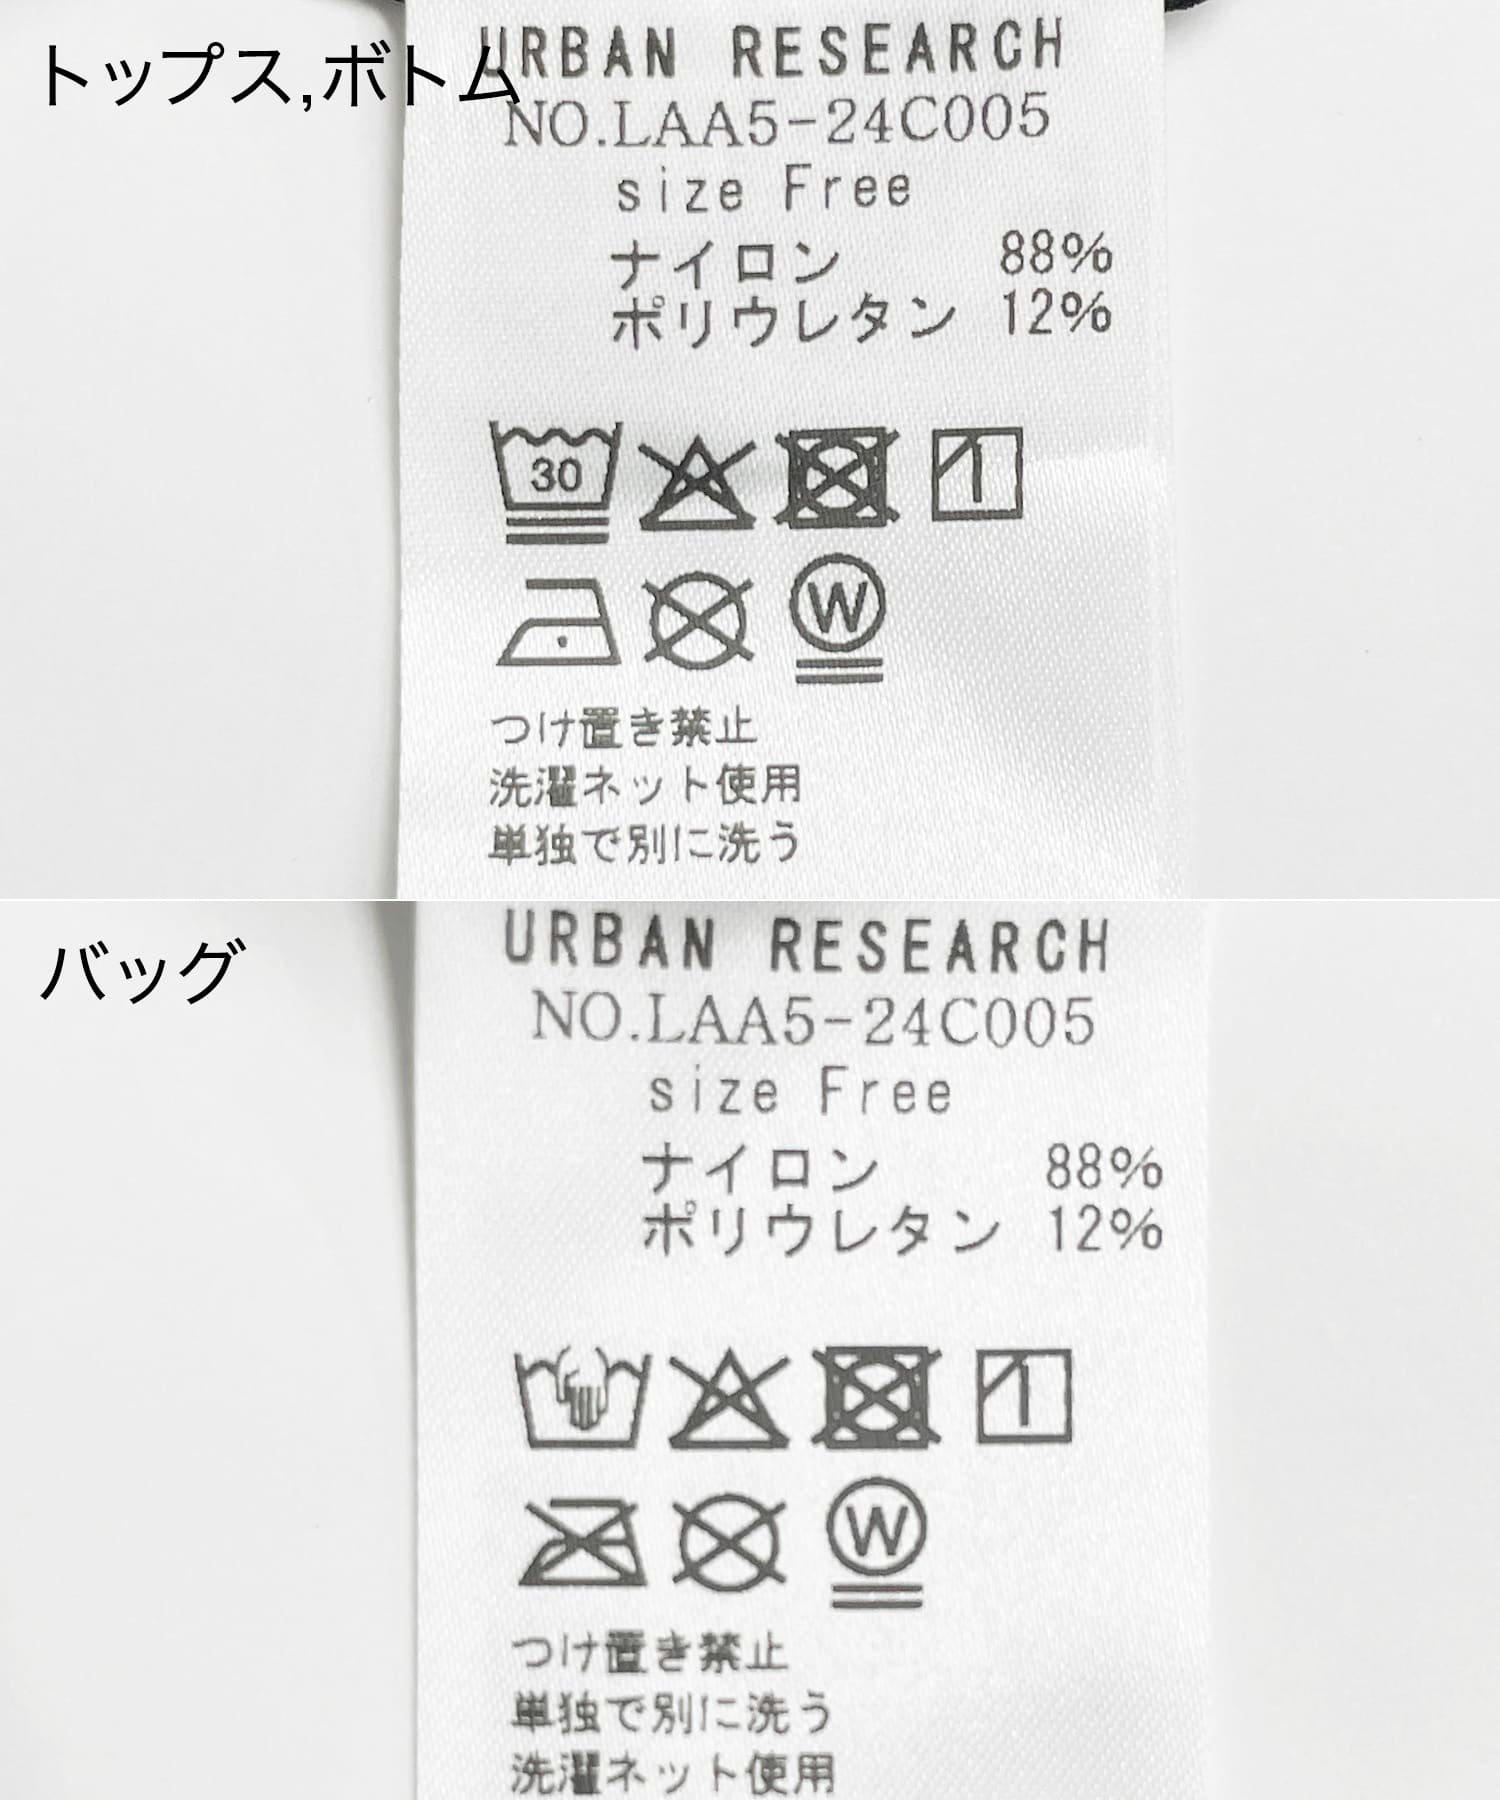 トップス,ボトム
URBAN RESEARCH
NO.LAA5-24C005
size Free
ナイロン 88%
ポリウレタン 12%
30
W
つけ置き禁止
洗濯ネット使用
単独で別に洗う
バッグ
URBAN RESEARCH
NO.LAA5-24C005
size Free
ナイロン 88%
ポリウレタン 12%
W
つけ置き禁止
単独で別に洗う
洗濯ネット使用